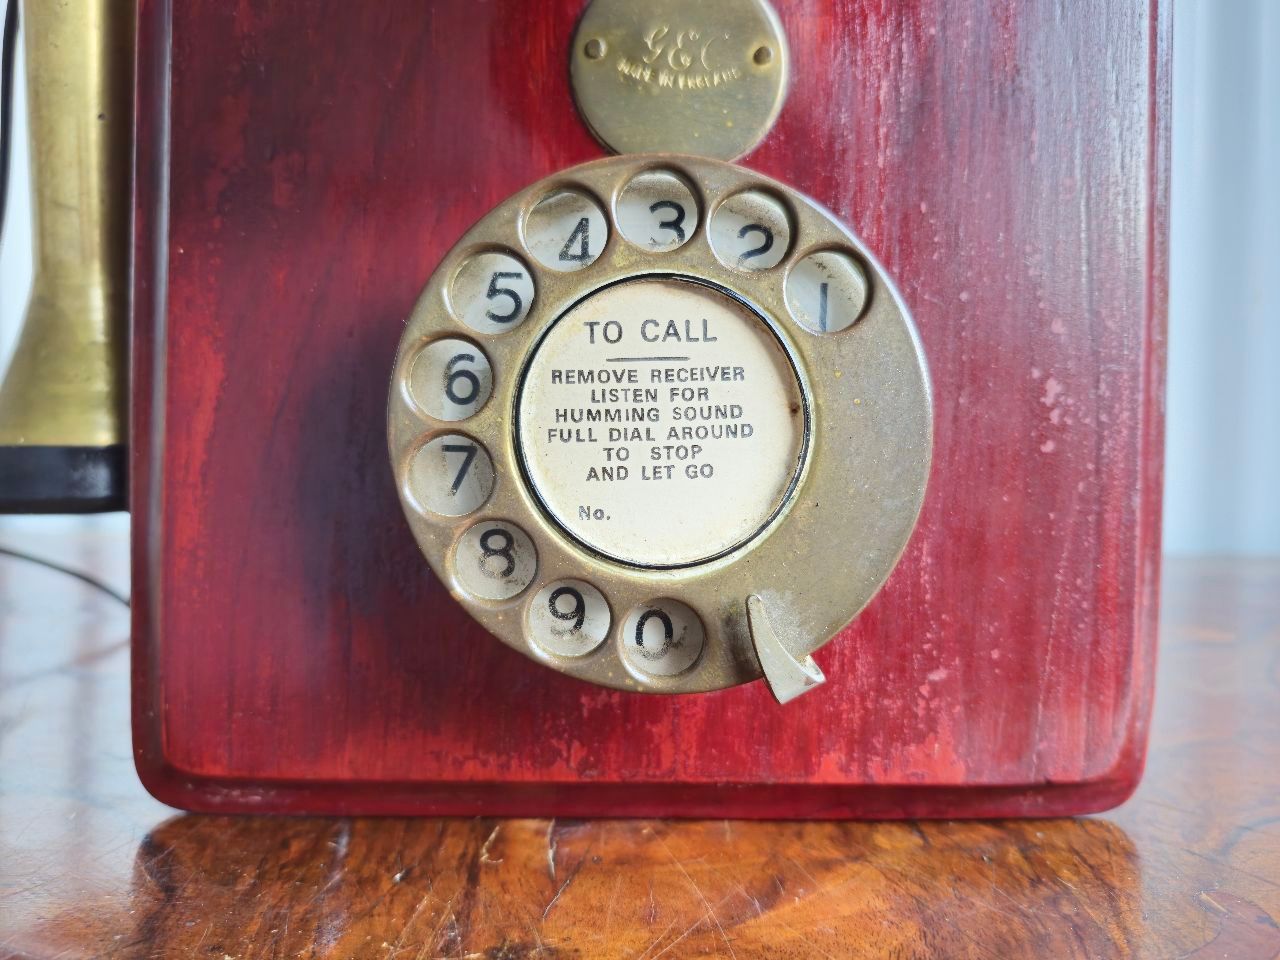 GEC
MADE IN ENGLAND
4 3 2
5 1
6
7
8
9 0
TO CALL
REMOVE RECEIVER
LISTEN FOR
HUMMING SOUND
FULL DIAL AROUND
TO STOP
AND LET GO
No.